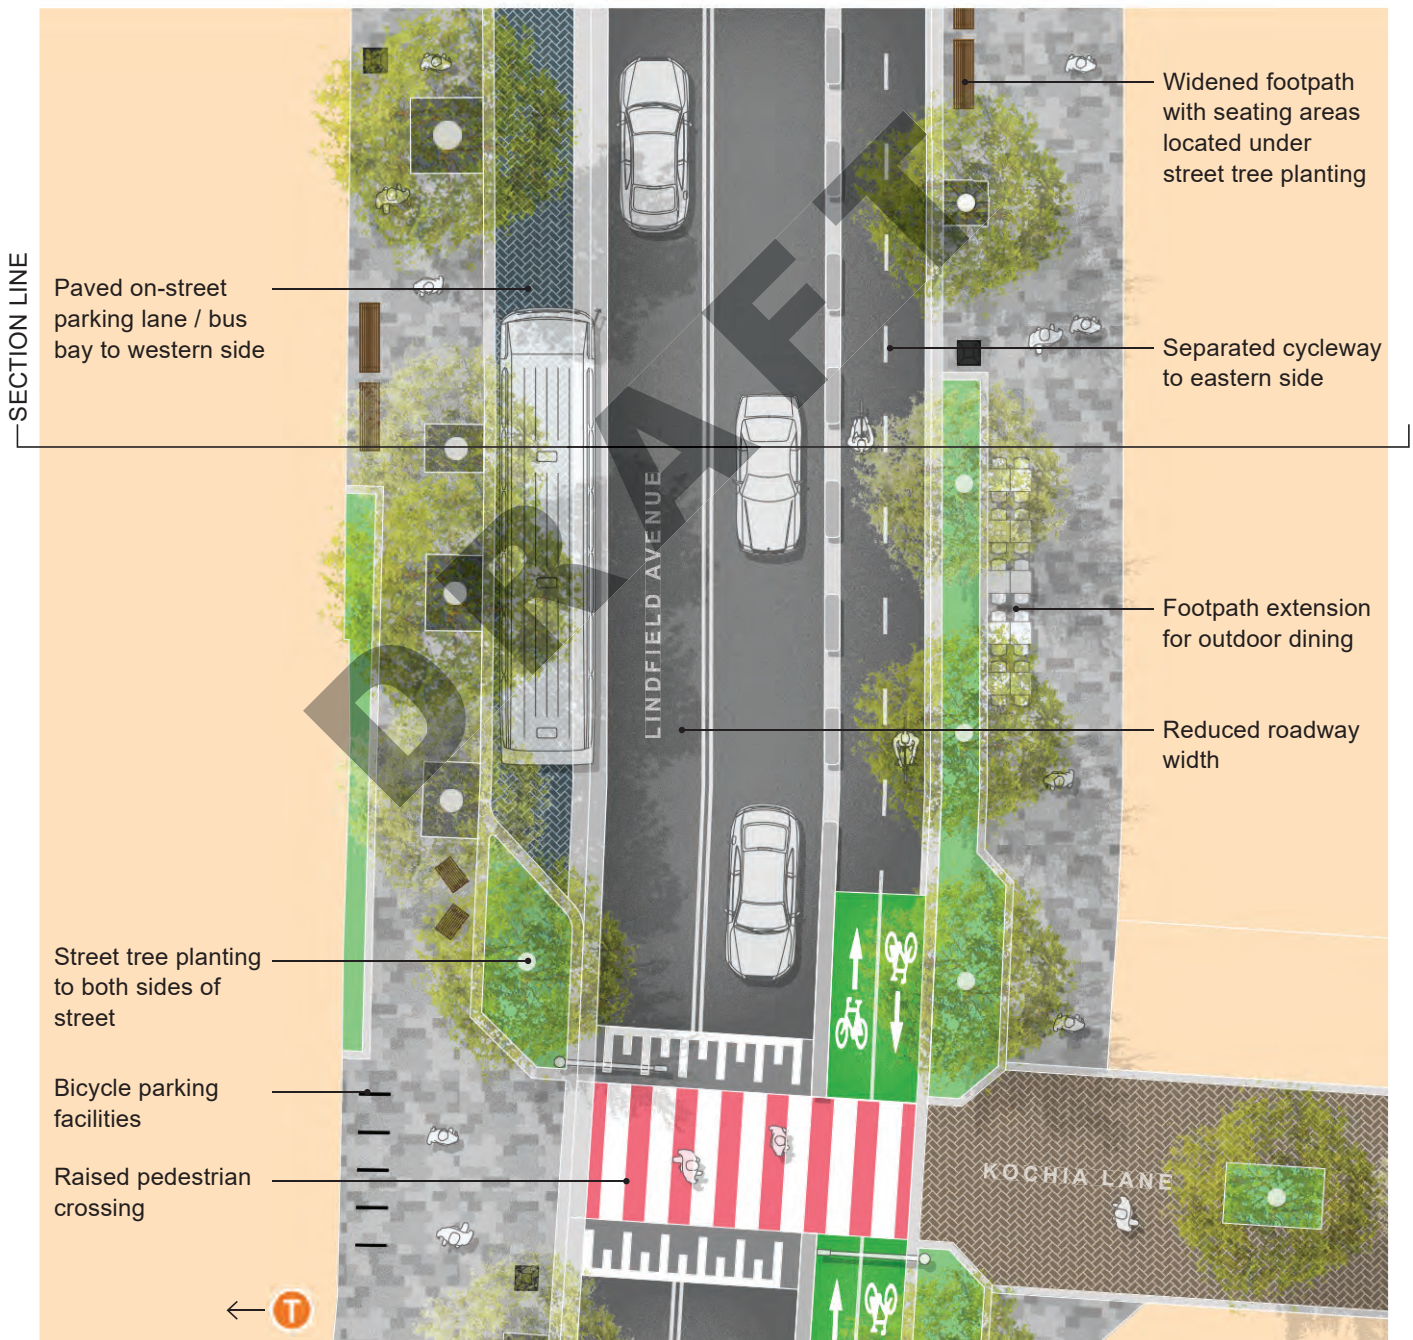 Widened footpath
with seating areas
located under
street tree planting
SECTION LINE
Paved on-street
parking lane / bus
bay to western side
Separated cycleway
to eastern side
DRAFT
LINDFIELD AVENUE
Footpath extension
for outdoor dining
Reduced roadway
width
Street tree planting
to both sides of
street
Bicycle parking
facilities
Raised pedestrian
crossing
KOCHIA LANE
T